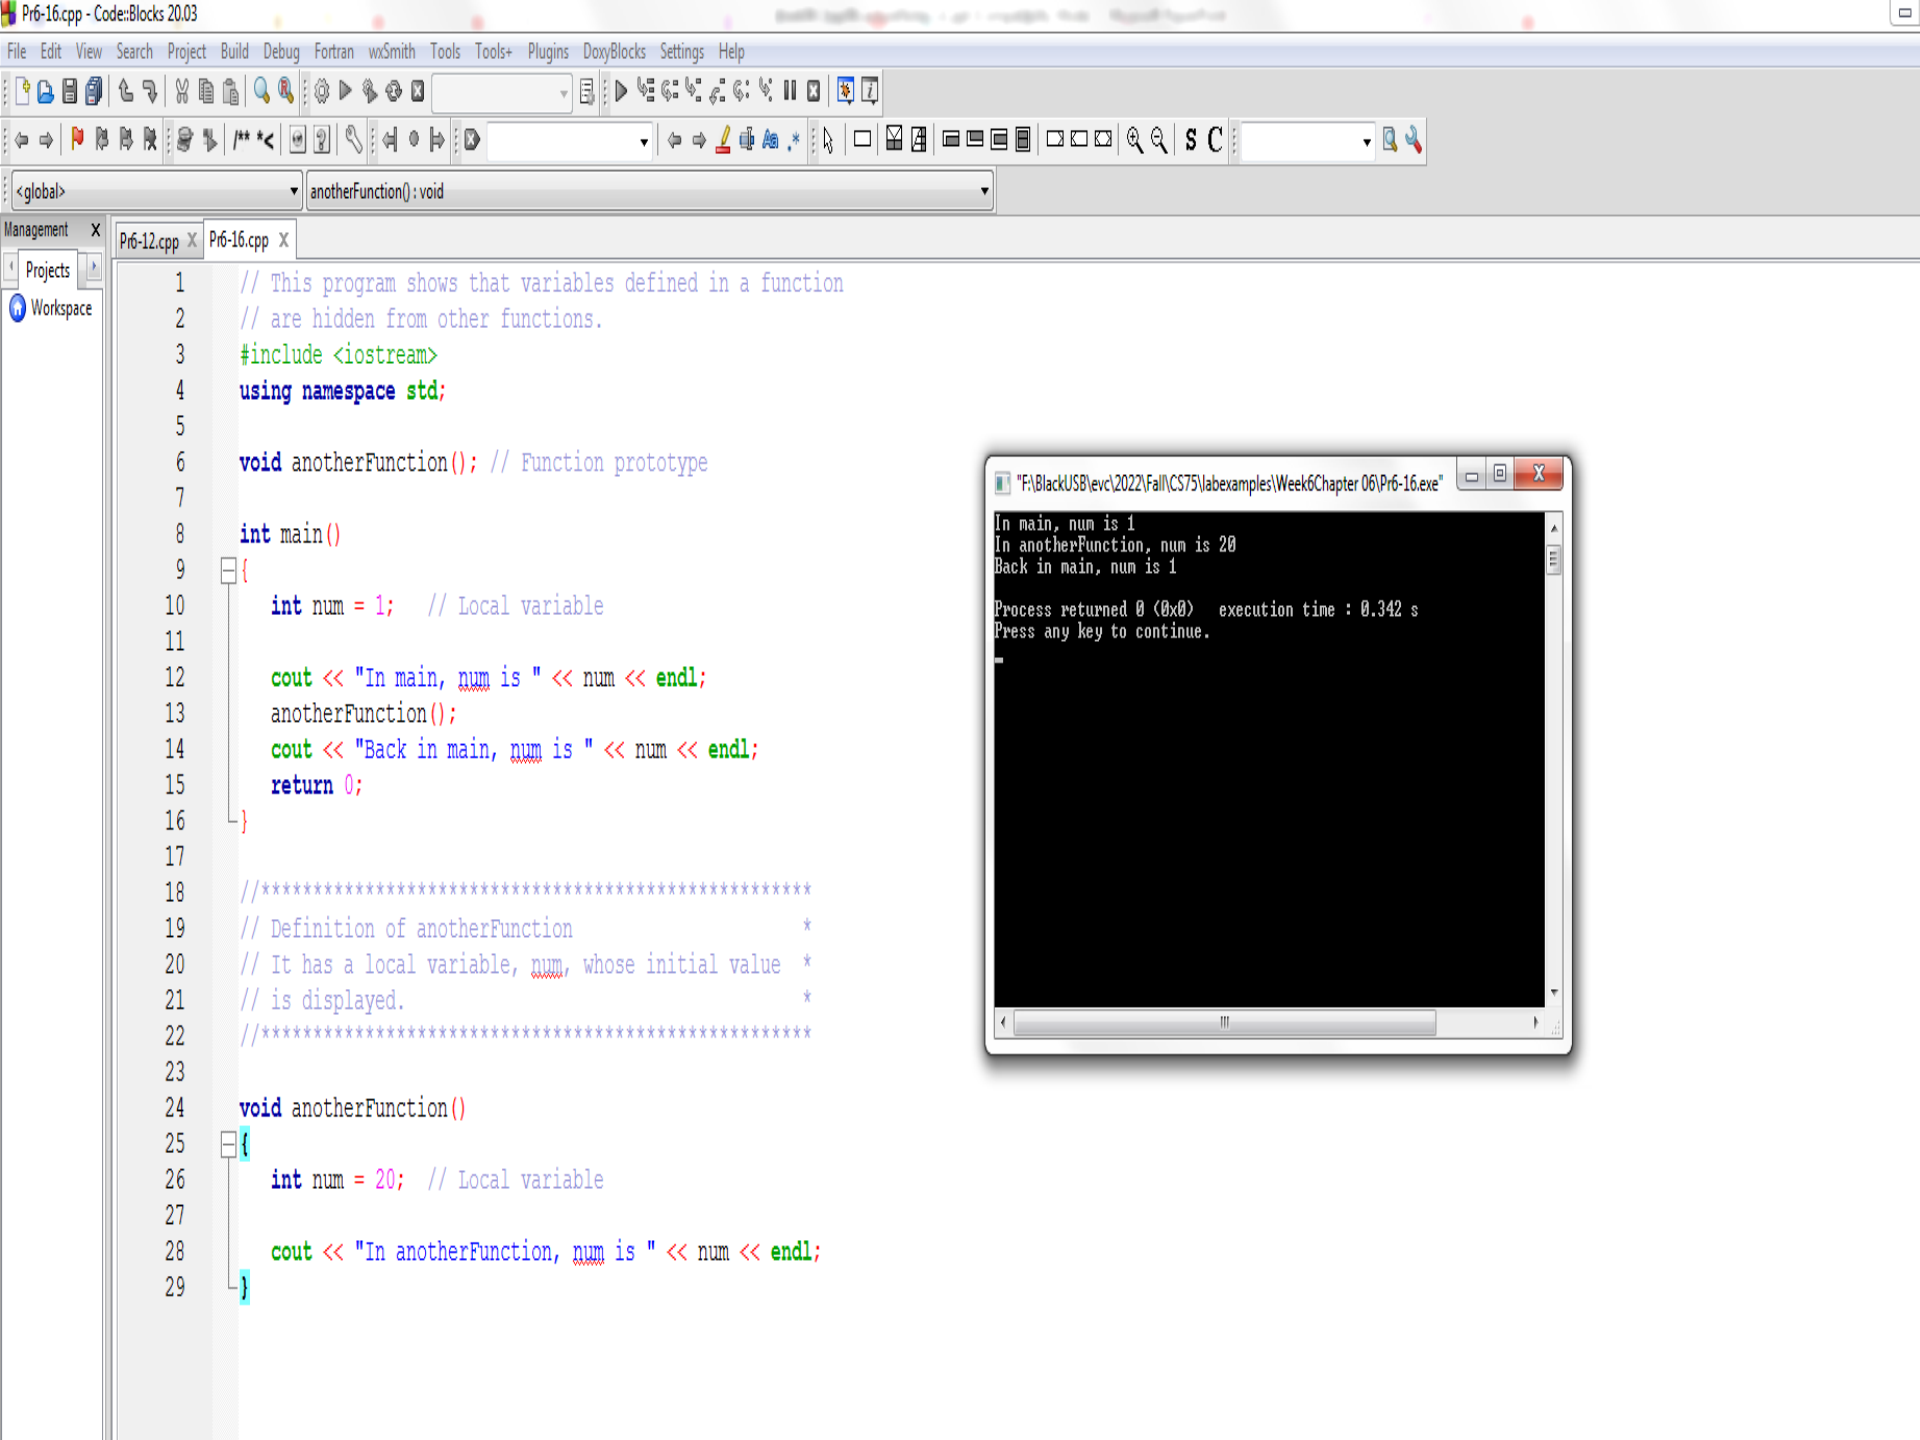 Pr6-16.cpp - Code::Blocks 20.03
File Edit View Search Project Build Debug Fortran wxSmith Tools Tools+ Plugins DoxyBlocks Settings Help
/** *<
S C
<global> anotherFunction() : void
Management X
Pr6-12.cpp X Pr6-16.cpp X
Projects
Workspace
1 // This program shows that variables defined in a function
2 // are hidden from other functions.
3 #include <iostream>
4 using namespace std;
5
6 void anotherFunction(); // Function prototype
7
8 int main()
9 {
10 int num = 1; // Local variable
11
12 cout << "In main, num is " << num << endl;
13 anotherFunction();
14 cout << "Back in main, num is " << num << endl;
15 return 0;
16 }
17
18 //*****************************************************
19 // Definition of anotherFunction *
20 // It has a local variable, num, whose initial value *
21 // is displayed. *
22 //*****************************************************
23
24 void anotherFunction()
25 {
26 int num = 20; // Local variable
27
28 cout << "In anotherFunction, num is " << num << endl;
29 }
"F:\BlackUSB\evc\2022\Fall\CS75\labexamples\Week6Chapter 06\Pr6-16.exe"
In main, num is 1
In anotherFunction, num is 20
Back in main, num is 1
Process returned 0 (0x0) execution time : 0.342 s
Press any key to continue.